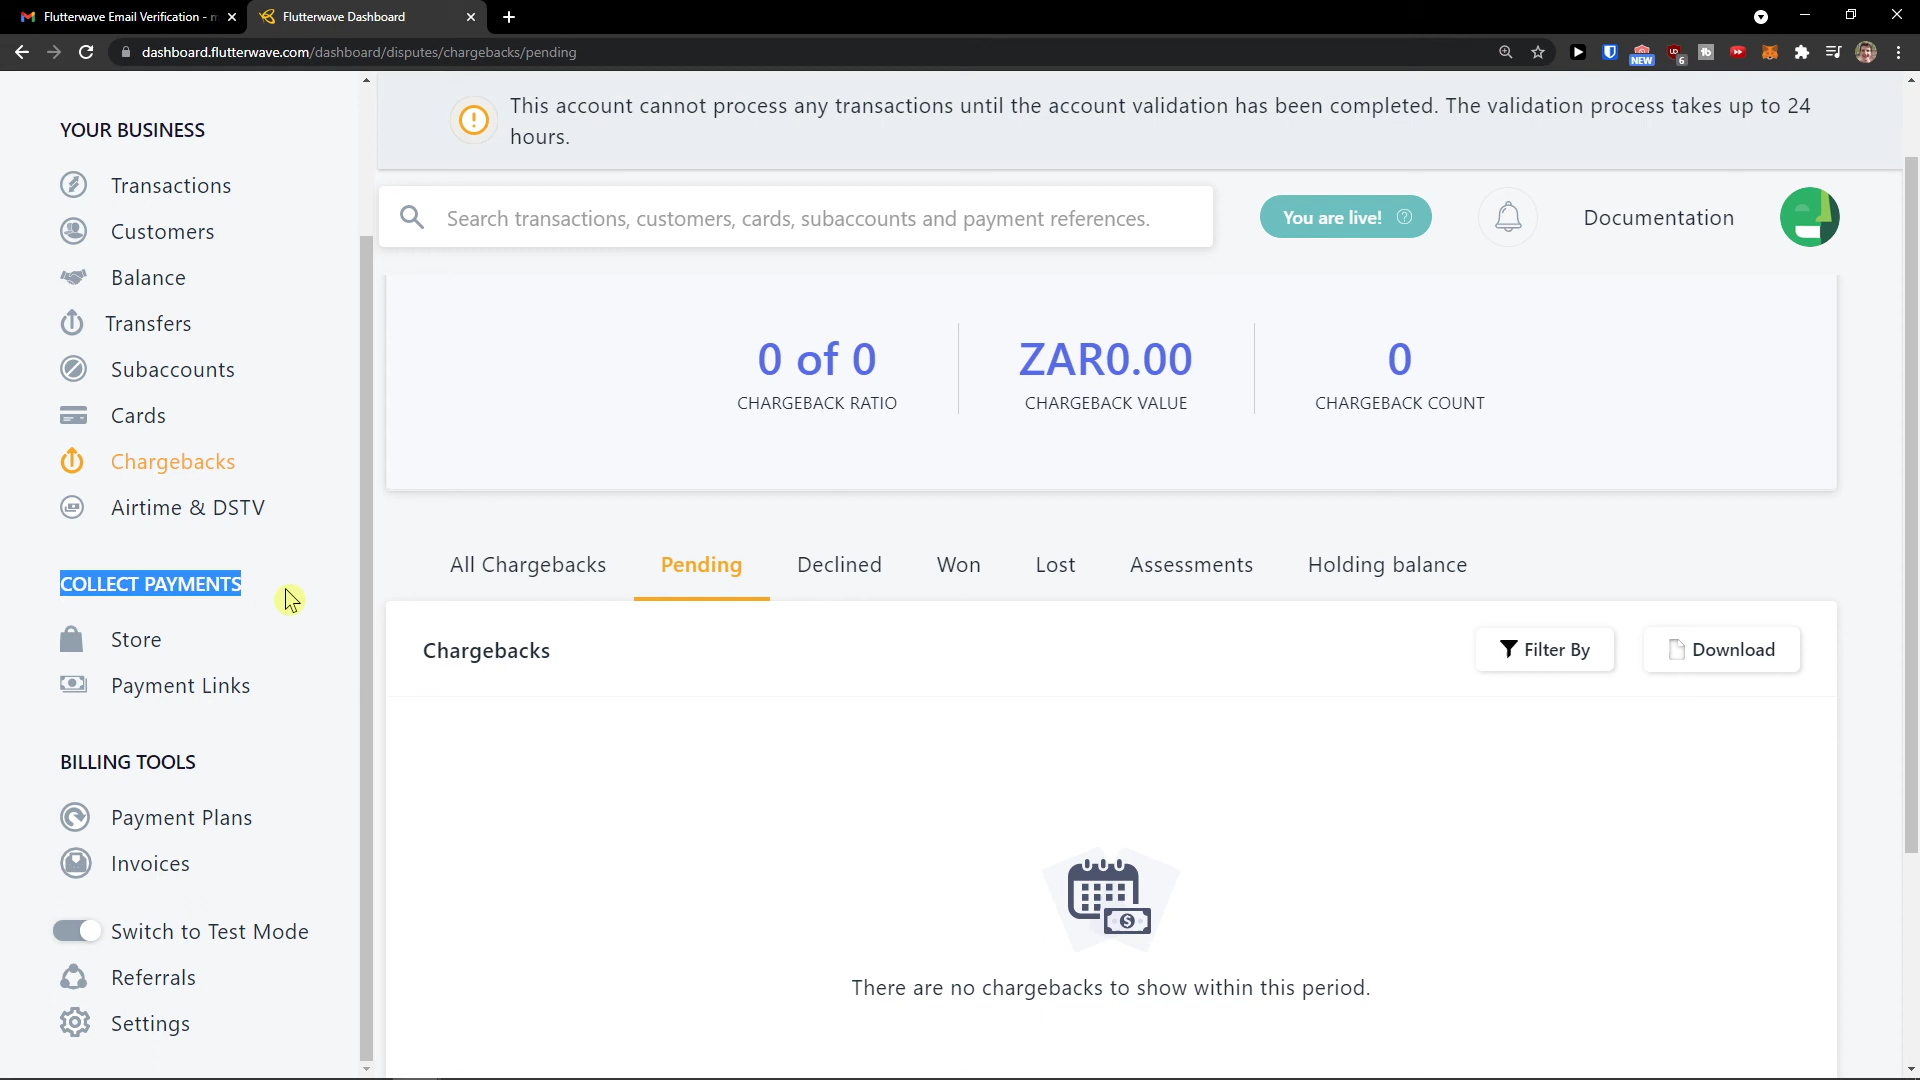 Flutterwave Email Verification - m
Flutterwave Dashboard
dashboard.flutterwave.com/dashboard/disputes/chargebacks/pending
NEW
6
YOUR BUSINESS
Transactions
Customers
Balance
Transfers
Subaccounts
Cards
Chargebacks
Airtime & DSTV
COLLECT PAYMENTS
Store
Payment Links
BILLING TOOLS
Payment Plans
Invoices
Switch to Test Mode
Referrals
Settings
This account cannot process any transactions until the account validation has been completed. The validation process takes up to 24
hours.
Search transactions, customers, cards, subaccounts and payment references.
You are live!
Documentation
0 of 0
CHARGEBACK RATIO
ZAR0.00
CHARGEBACK VALUE
0
CHARGEBACK COUNT
All Chargebacks
Pending
Declined
Won
Lost
Assessments
Holding balance
Chargebacks
Filter By
Download
There are no chargebacks to show within this period.